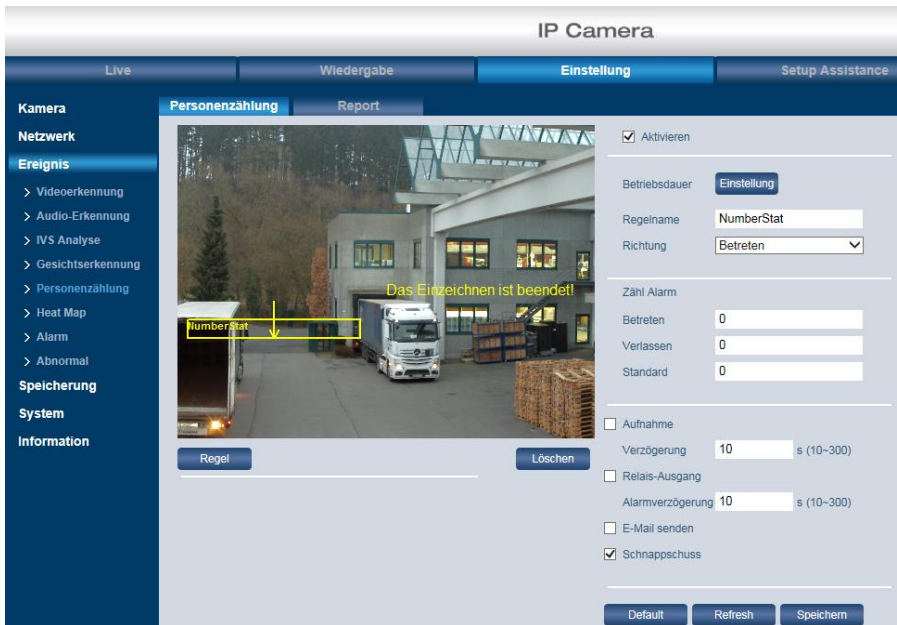 IP Camera
Live
Wiedergabe
Einstellung
Setup Assistance
Kamera
Netzwerk
Ereignis
> Videoerkennung
> Audio-Erkennung
> IVS Analyse
> Gesichtserkennung
> Personenzählung
> Heat Map
> Alarm
> Abnormal
Speicherung
System
Information
Personenzählung
Report
Das Einzeichnen ist beendet!
NumberStat
Regel
Löschen
Aktivieren
Betriebsdauer Einstellung
Regelname NumberStat
Richtung Betreten
Zähl Alarm
Betreten 0
Verlassen 0
Standard 0
Aufnahme
Verzögerung 10 s (10~300)
Relais-Ausgang
Alarmverzögerung 10 s (10~300)
E-Mail senden
Schnappschuss
Default
Refresh
Speichern